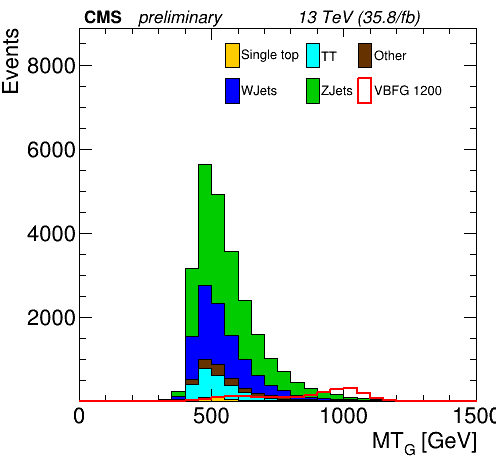 CMS preliminary 13 TeV (35.8/fb)
Events
Single top TT Other
WJets ZJets VBFG 1200
8000
6000
4000
2000
0 500 1000 1500
MT_G [GeV]